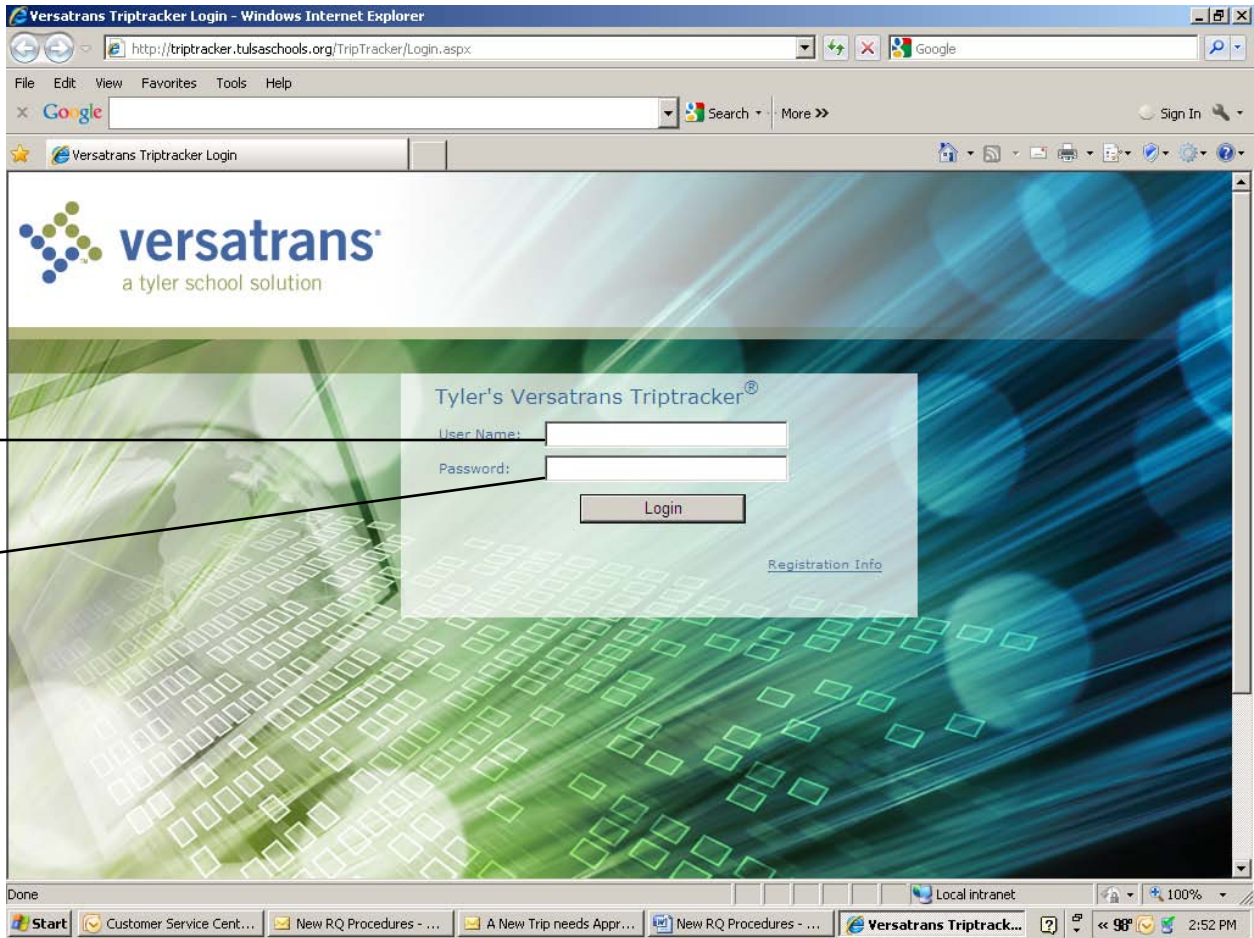 Versatrans Triptracker Login - Windows Internet Explorer
http://triptracker.tulsaschools.org/TripTracker/Login.aspx
Google
File Edit View Favorites Tools Help
x Google Search More >> Sign In
Versatrans Triptracker Login
versatrans
a tyler school solution
Tyler's Versatrans Triptracker®
User Name:
Password:
Login
Registration Info
Done Local intranet 100%
Start Customer Service Cent... New RQ Procedures - ... A New Trip needs Appr... New RQ Procedures - ... Versatrans Triptrack... « 98° 2:52 PM